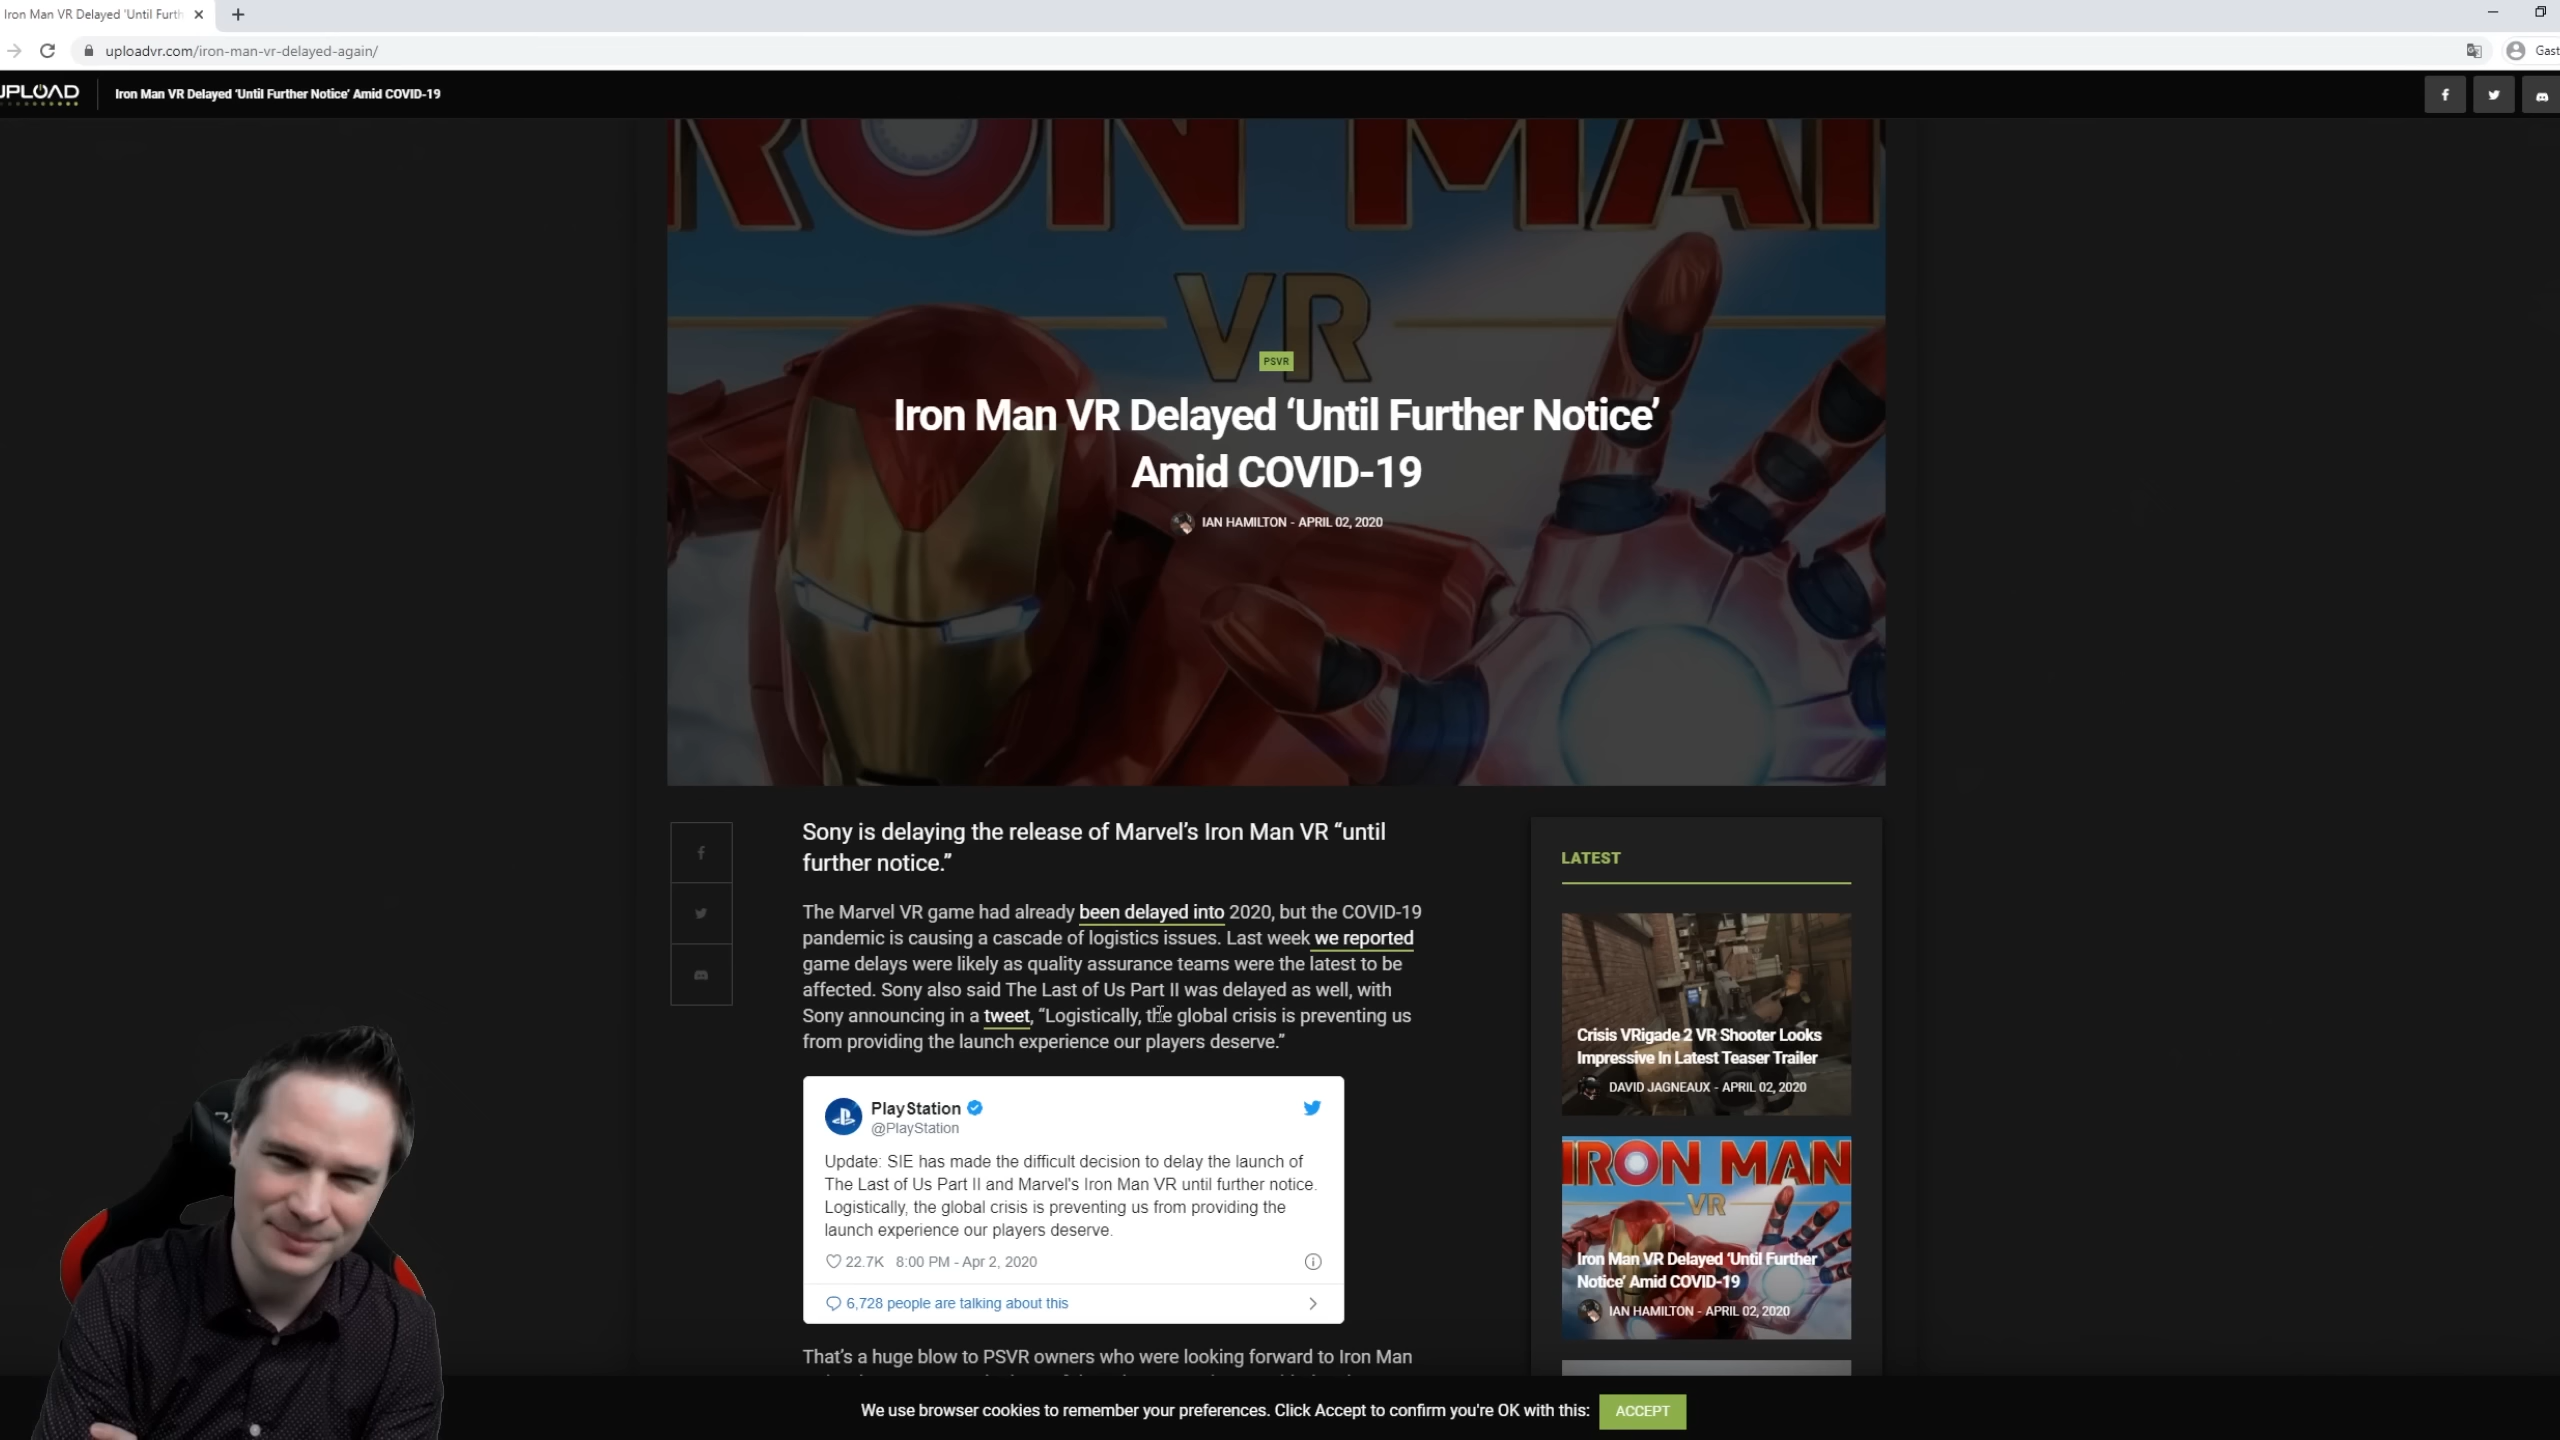 Iron Man VR Delayed 'Until Furth
uploadvr.com/iron-man-vr-delayed-again/
Gast
UPLOAD
Iron Man VR Delayed ‘Until Further Notice’ Amid COVID-19
IRON MAN
VR
PSVR
Iron Man VR Delayed ‘Until Further Notice’
Amid COVID-19
IAN HAMILTON - APRIL 02, 2020
Sony is delaying the release of Marvel’s Iron Man VR “until
further notice.”
The Marvel VR game had already been delayed into 2020, but the COVID-19
pandemic is causing a cascade of logistics issues. Last week we reported
game delays were likely as quality assurance teams were the latest to be
affected. Sony also said The Last of Us Part II was delayed as well, with
Sony announcing in a tweet, “Logistically, the global crisis is preventing us
from providing the launch experience our players deserve.”
PlayStation
@PlayStation
Update: SIE has made the difficult decision to delay the launch of
The Last of Us Part II and Marvel's Iron Man VR until further notice.
Logistically, the global crisis is preventing us from providing the
launch experience our players deserve.
22.7K 8:00 PM - Apr 2, 2020
6,728 people are talking about this
That’s a huge blow to PSVR owners who were looking forward to Iron Man
LATEST
Crisis VRigade 2 VR Shooter Looks
Impressive In Latest Teaser Trailer
DAVID JAGNEAUX - APRIL 02, 2020
IRON MAN
VR
Iron Man VR Delayed ‘Until Further
Notice’ Amid COVID-19
IAN HAMILTON - APRIL 02, 2020
We use browser cookies to remember your preferences. Click Accept to confirm you're OK with this:
ACCEPT